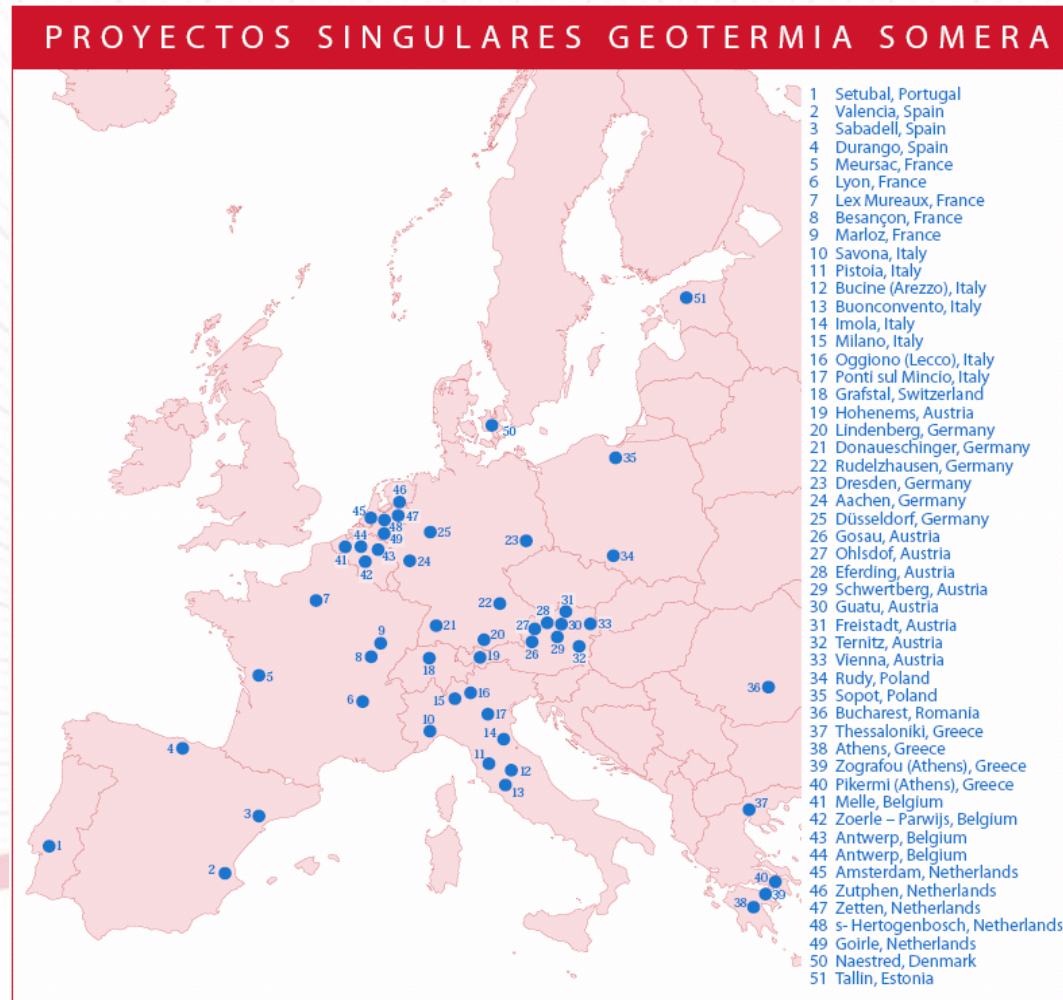 PROYECTOS SINGULARES GEOTERMIA SOMERA
1 Setubal, Portugal
2 Valencia, Spain
3 Sabadell, Spain
4 Durango, Spain
5 Meursac, France
6 Lyon, France
7 Lex Mureaux, France
8 Besançon, France
9 Marloz, France
10 Savona, Italy
11 Pistoia, Italy
12 Bucine (Arezzo), Italy
13 Buonconvento, Italy
14 Imola, Italy
15 Milano, Italy
16 Oggiono (Lecco), Italy
17 Ponti sul Mincio, Italy
18 Grafstal, Switzerland
19 Hohenems, Austria
20 Lindenberg, Germany
21 Donaueschinger, Germany
22 Rudelzhausen, Germany
23 Dresden, Germany
24 Aachen, Germany
25 Düsseldorf, Germany
26 Gosau, Austria
27 Ohlsdof, Austria
28 Eferding, Austria
29 Schwertberg, Austria
30 Guatu, Austria
31 Freistadt, Austria
32 Ternitz, Austria
33 Vienna, Austria
34 Rudy, Poland
35 Sopot, Poland
36 Bucharest, Romania
37 Thessaloniki, Greece
38 Athens, Greece
39 Zografou (Athens), Greece
40 Pikermi (Athens), Greece
41 Melle, Belgium
42 Zoerle – Parwijs, Belgium
43 Antwerp, Belgium
44 Antwerp, Belgium
45 Amsterdam, Netherlands
46 Zutphen, Netherlands
47 Zetten, Netherlands
48 s- Hertogenbosch, Netherlands
49 Goirle, Netherlands
50 Naestred, Denmark
51 Tallin, Estonia
51
50
35
46
45
47
48
25
49
44
23
43
34
41
24
42
7
31
22
28
21
27
30
33
9
20
29
8
26
32
19
18
5
36
16
6
15
17
10
14
4
11
12
13
37
3
1
2
40
39
38